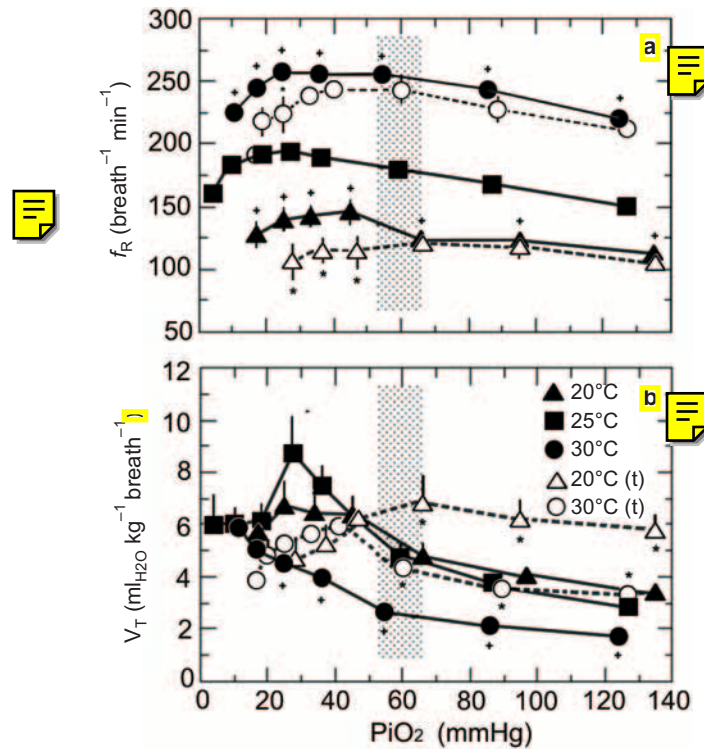 300
a
250
200
150
100
50
fR (breath−1 min−1)
12
b
20°C
10
25°C
30°C
8
20°C (t)
30°C (t)
6
4
2
0
VT (mlH2O kg−1 breath−1)
0 20 40 60 80 100 120 140
PiO2 (mmHg)